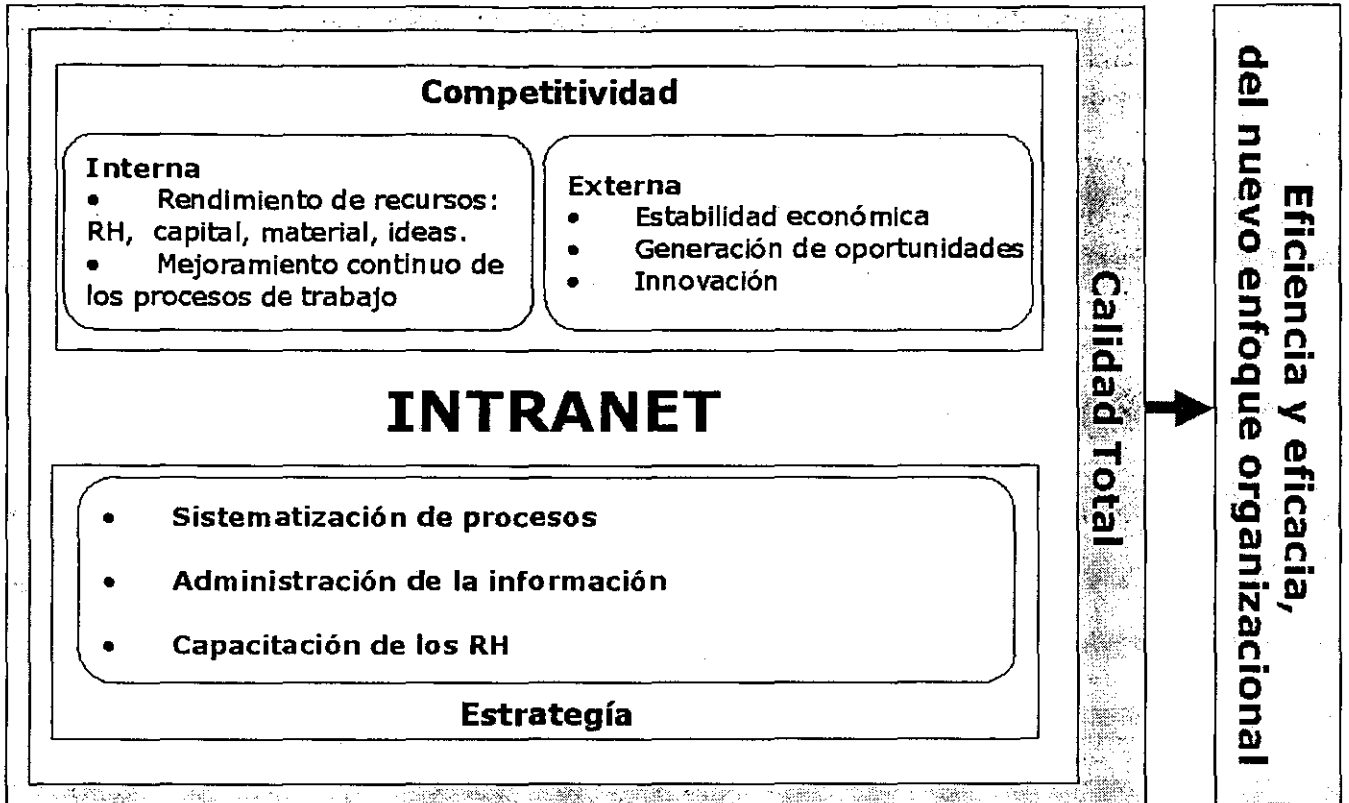 Competitividad
Interna
• Rendimiento de recursos:
RH, capital, material, ideas.
• Mejoramiento continuo de
los procesos de trabajo
Externa
• Estabilidad económica
• Generación de oportunidades
• Innovación
INTRANET
• Sistematización de procesos
• Administración de la información
• Capacitación de los RH
Estrategía
Calidad Total
Eficiencia y eficacia,
del nuevo enfoque organizacional